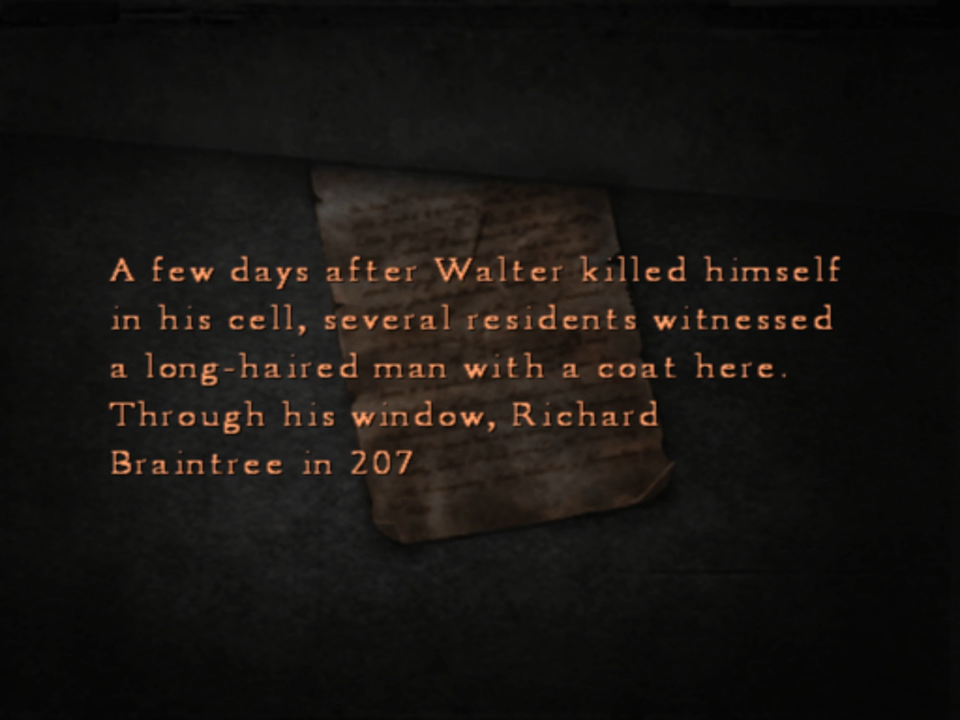 A few days after Walter killed himself
in his cell, several residents witnessed
a long-haired man with a coat here.
Through his window, Richard
Braintree in 207